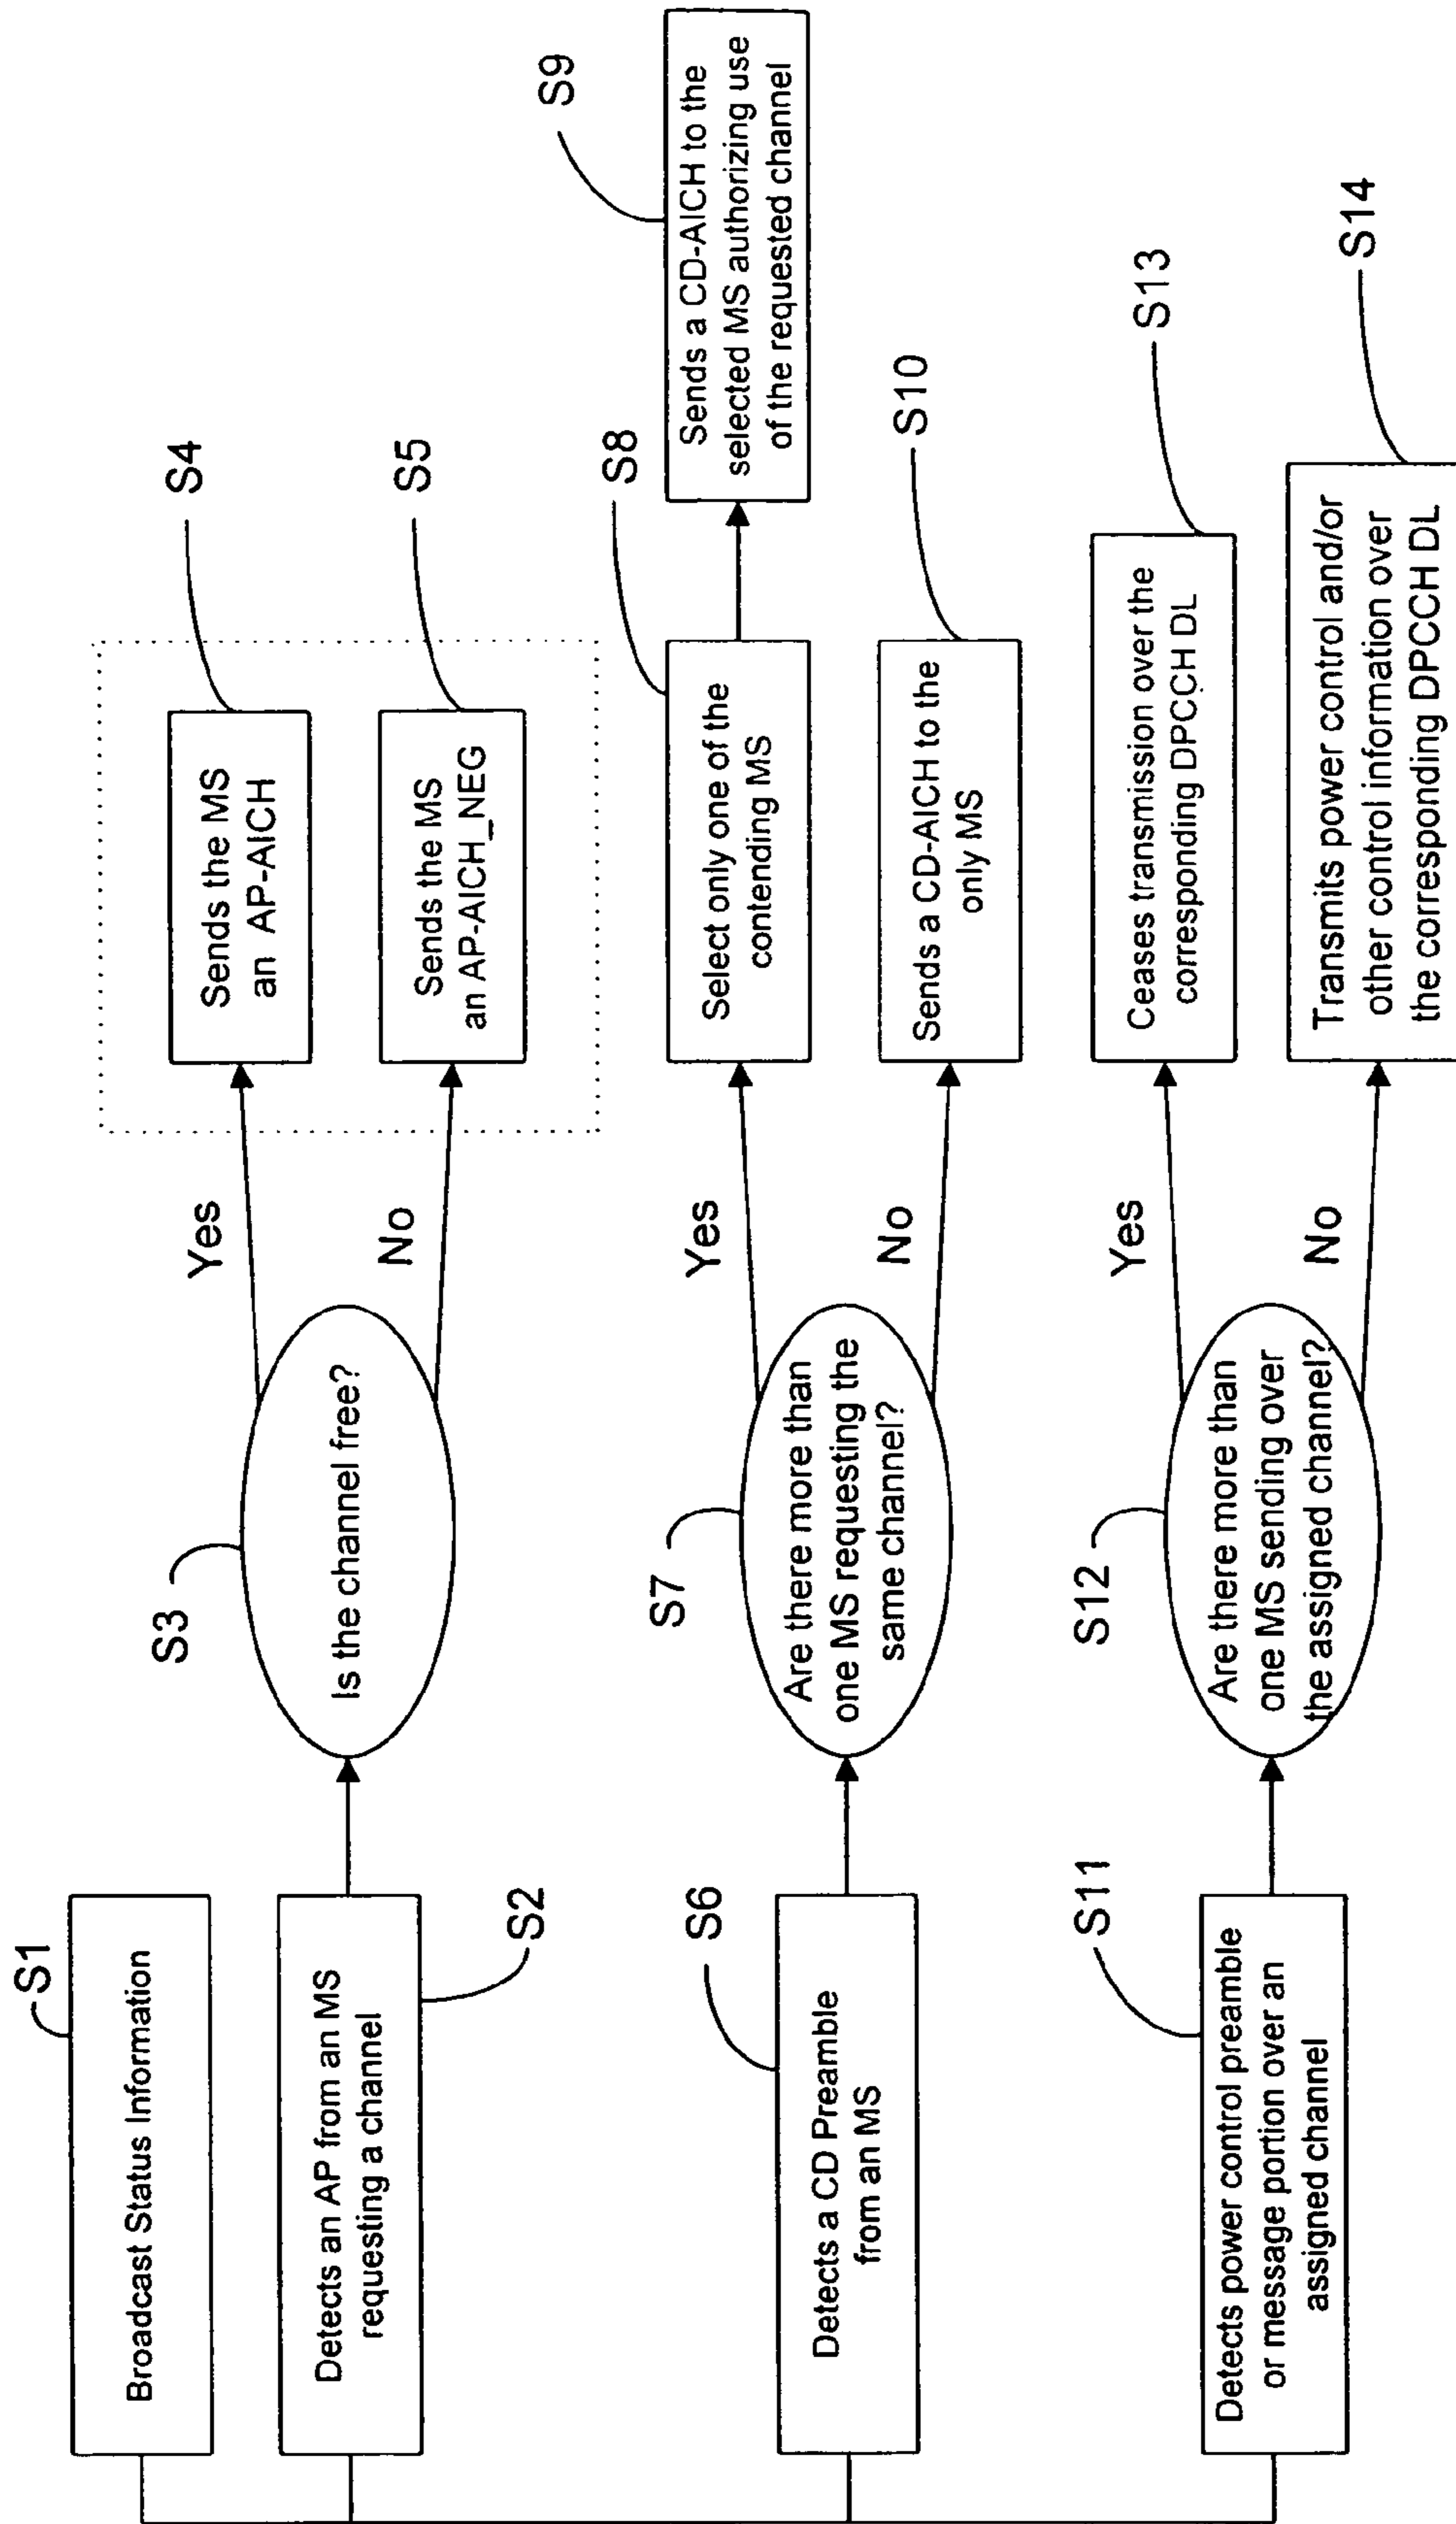 S1
Broadcast Status Information
Detects an AP from an MS
requesting a channel
S2
S3
Is the channel free?
Yes
No
S4
Sends the MS
an AP-AICH
S5
Sends the MS
an AP-AICH_NEG
S6
Detects a CD Preamble
from an MS
S7
Are there more than
one MS requesting the
same channel?
Yes
No
S8
Select only one of the
contending MS
S9
Sends a CD-AICH to the
selected MS authorizing use
of the requested channel
S10
Sends a CD-AICH to the
only MS
S11
Detects power control preamble
or message portion over an
assigned channel
S12
Are there more than
one MS sending over
the assigned channel?
Yes
No
S13
Ceases transmission over the
corresponding DPCCH DL
S14
Transmits power control and/or
other control information over
the corresponding DPCCH DL